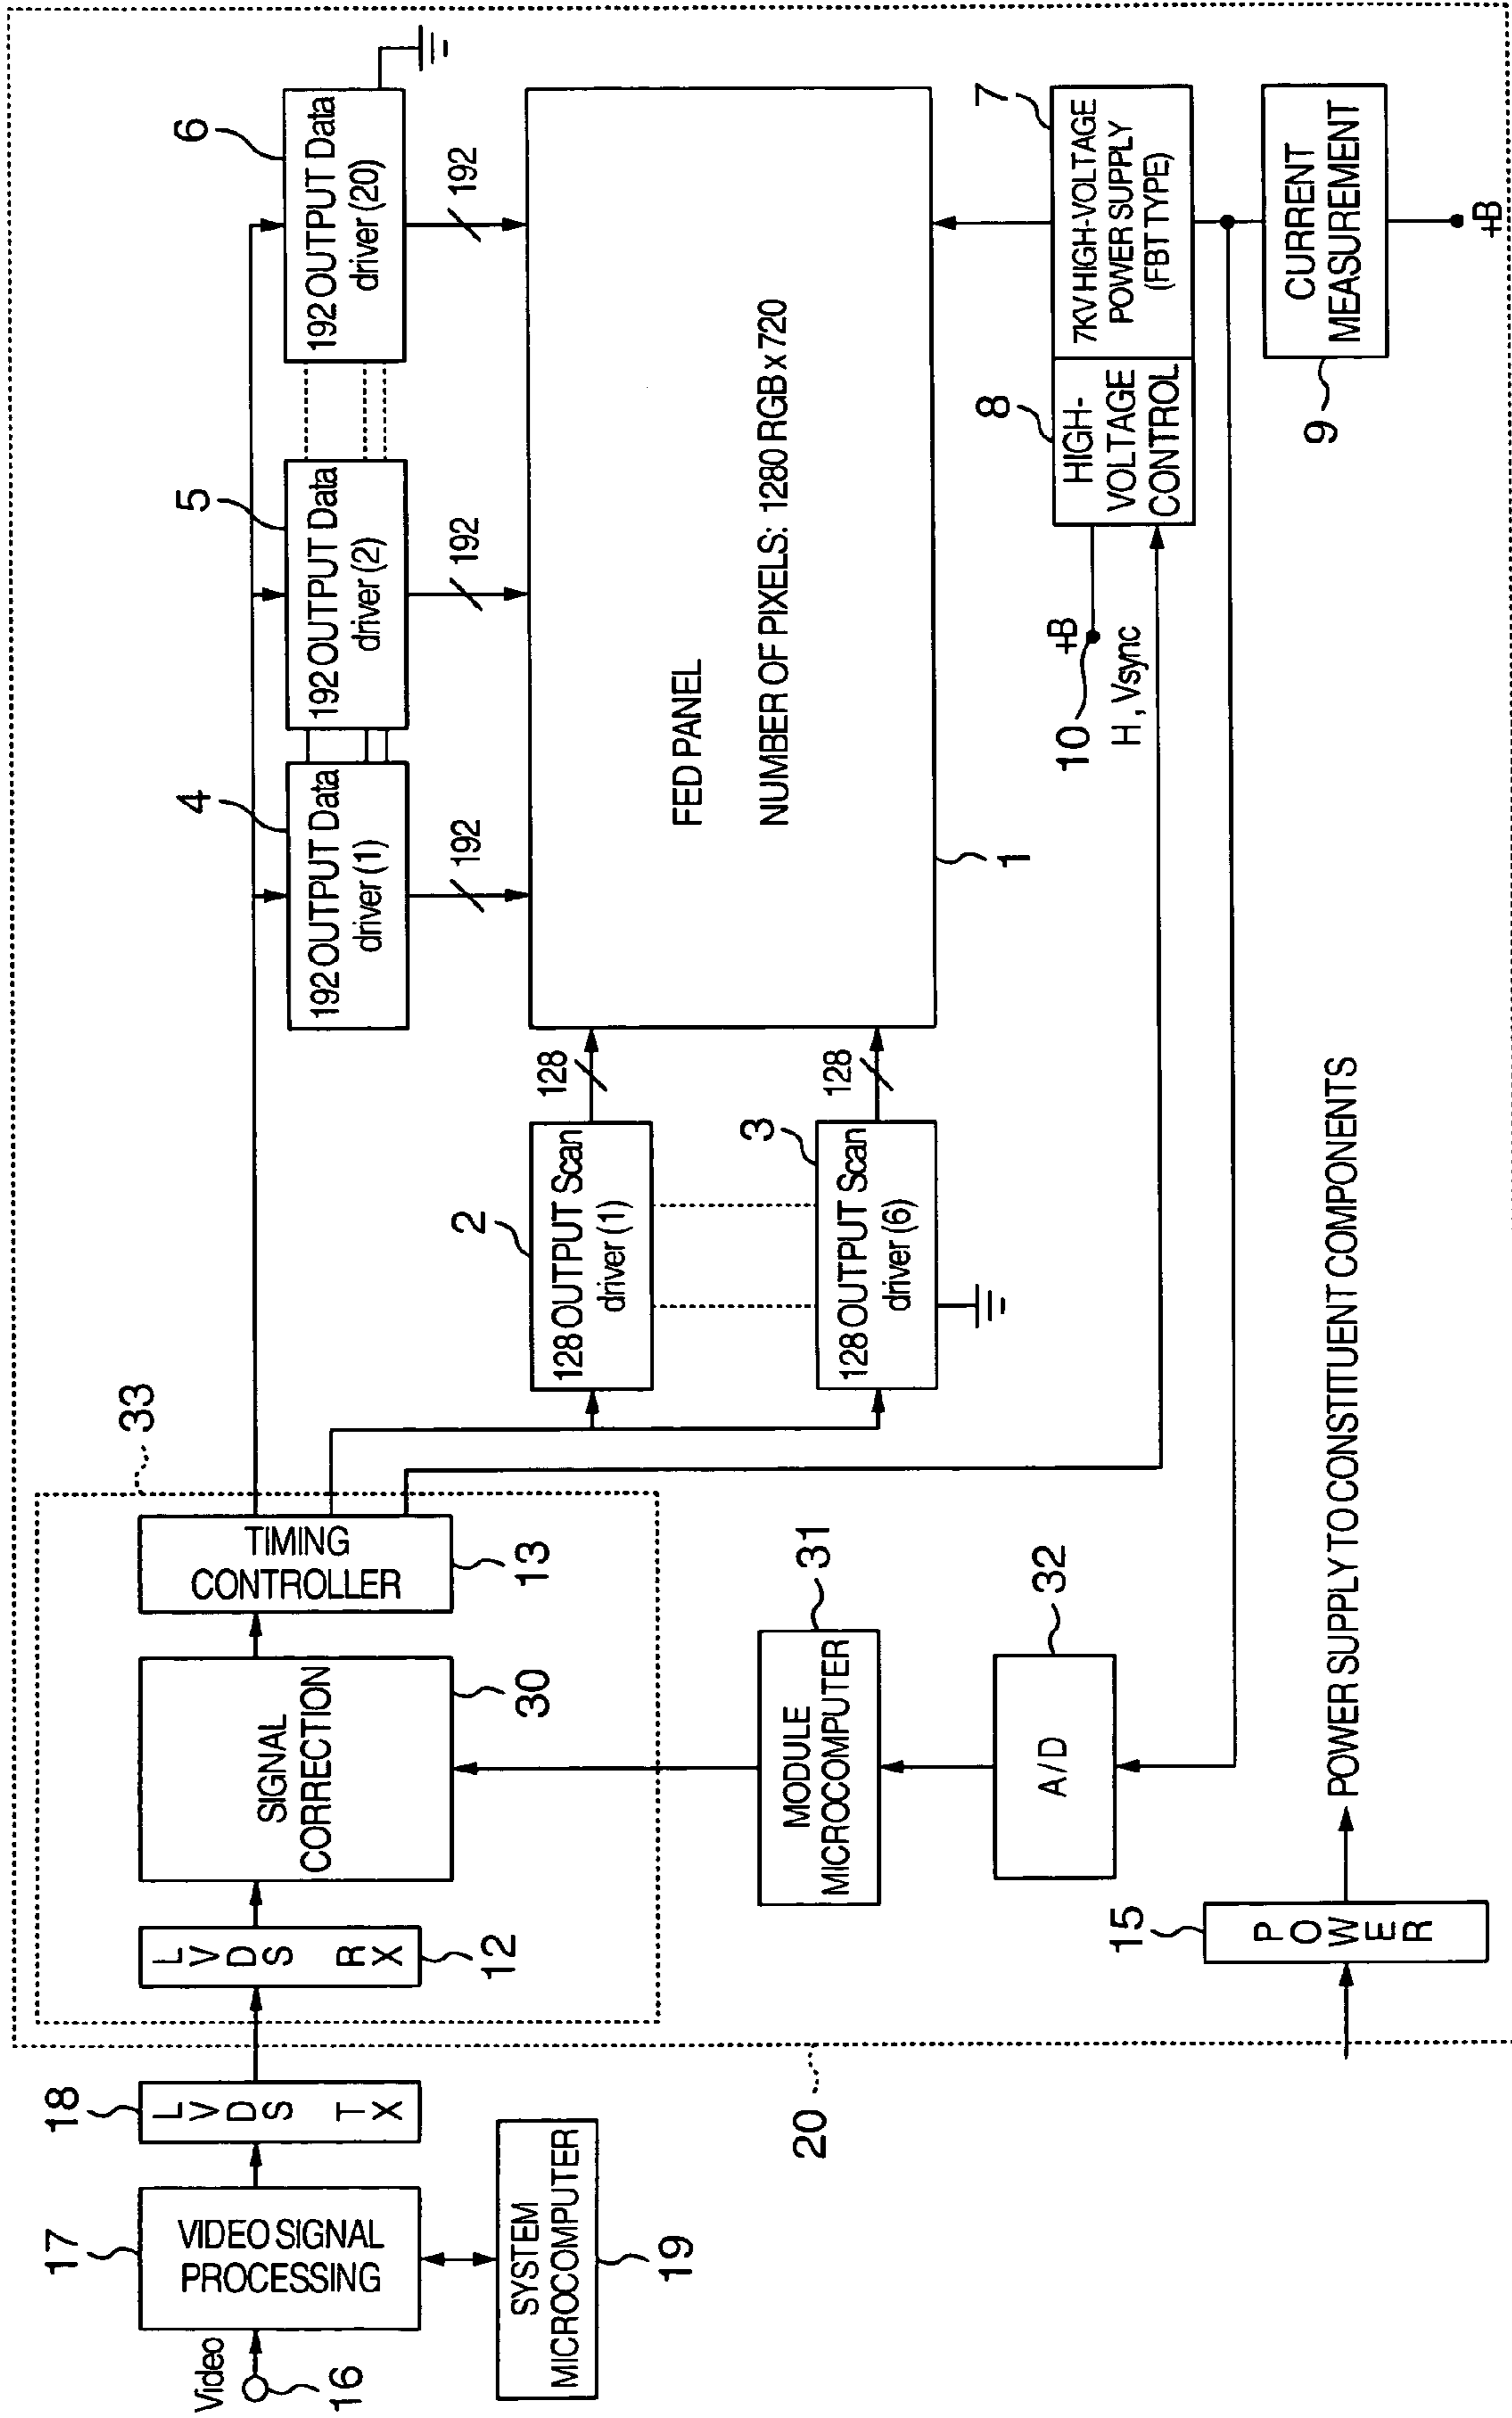 Video
16
17
VIDEO SIGNAL
PROCESSING
18
LVDS TX
SYSTEM
MICROCOMPUTER
19
20
33
LVDS RX
12
SIGNAL
CORRECTION
30
TIMING
CONTROLLER
13
MODULE
MICROCOMPUTER
31
A/D
32
15
POWER
POWER SUPPLY TO CONSTITUENT COMPONENTS
2
128 OUTPUT Scan
driver (1)
128
3
128 OUTPUT Scan
driver (6)
128
4
192 OUTPUT Data
driver (1)
192
5
192 OUTPUT Data
driver (2)
192
6
192 OUTPUT Data
driver (20)
192
FED PANEL
NUMBER OF PIXELS: 1280 RGB x 720
1
+B
10
H , Vsync
8
HIGH-
VOLTAGE
CONTROL
7
7KV HIGH-VOLTAGE
POWER SUPPLY
(FBT TYPE)
CURRENT
MEASUREMENT
9
+B